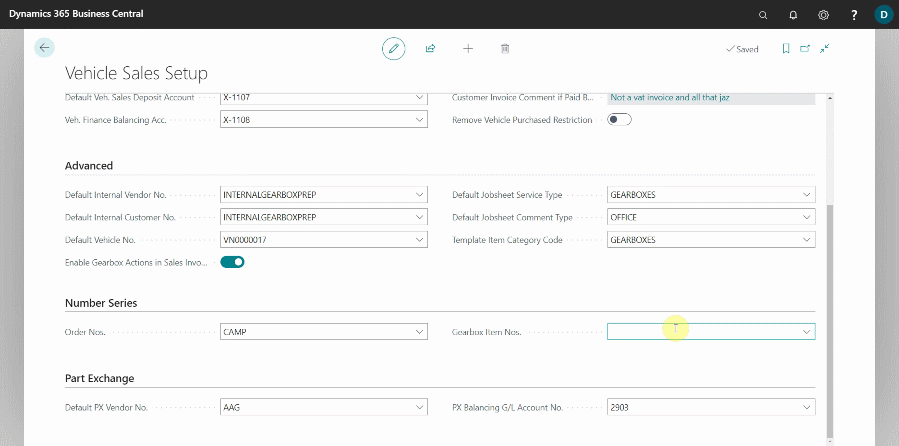 Dynamics 365 Business Central
?
D
Saved
Vehicle Sales Setup
Default Veh. Sales Deposit Account X-1107 Customer Invoice Comment if Paid B... Not a vat invoice and all that jaz
Veh. Finance Balancing Acc. X-1108 Remove Vehicle Purchased Restriction
Advanced
Default Internal Vendor No. INTERNALGEARBOXPREP Default Jobsheet Service Type GEARBOXES
Default Internal Customer No. INTERNALGEARBOXPREP Default Jobsheet Comment Type OFFICE
Default Vehicle No. VN0000017 Template Item Category Code GEARBOXES
Enable Gearbox Actions in Sales Invo...
Number Series
Order Nos. CAMP Gearbox Item Nos.
Part Exchange
Default PX Vendor No. AAG PX Balancing G/L Account No. 2903